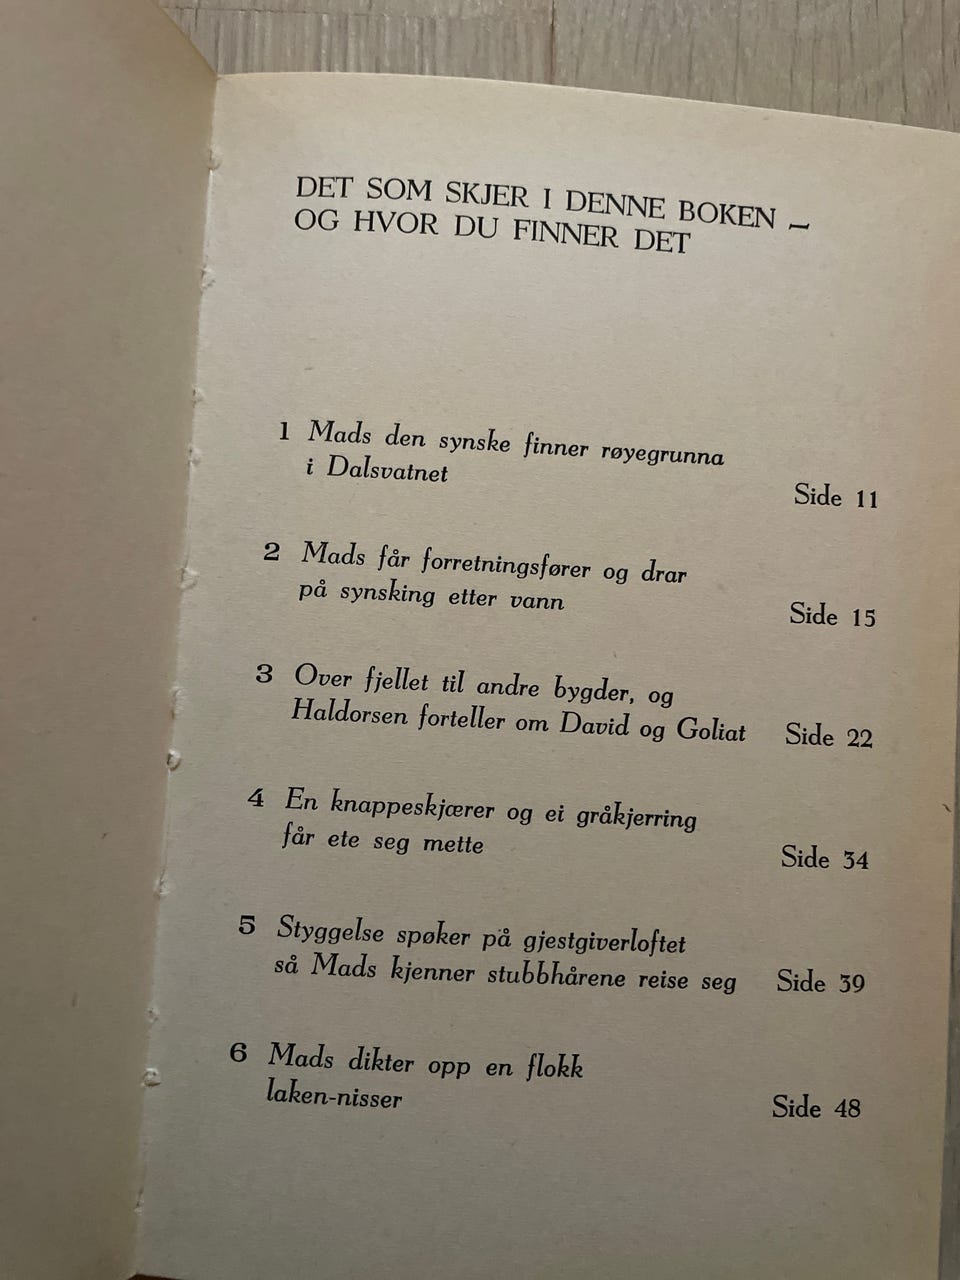 DET SOM SKJER I DENNE BOKEN –
OG HVOR DU FINNER DET
1 Mads den synske finner røyegrunna
i Dalsvatnet Side 11
2 Mads får forretningsfører og drar
på synsking etter vann Side 15
3 Over fjellet til andre bygder, og
Haldorsen forteller om David og Goliat Side 22
4 En knappeskjærer og ei gråkjerring
får ete seg mette Side 34
5 Styggelse spøker på gjestgiverloftet
så Mads kjenner stubbhårene reise seg Side 39
6 Mads dikter opp en flokk
laken-nisser Side 48